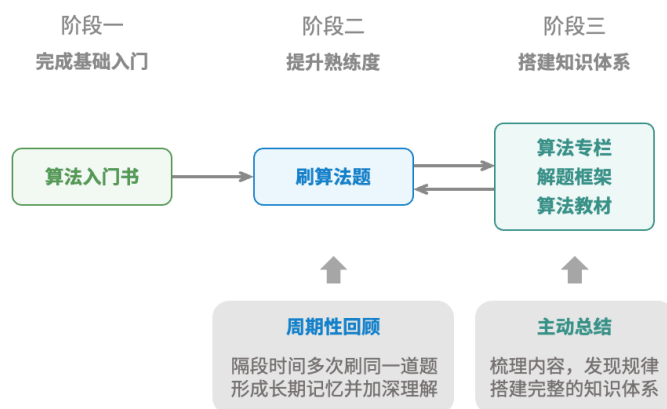 阶段一
完成基础入门
阶段二
提升熟练度
阶段三
搭建知识体系
算法入门书
刷算法题
算法专栏
解题框架
算法教材
周期性回顾
隔段时间多次刷同一道题
形成长期记忆并加深理解
主动总结
梳理内容，发现规律
搭建完整的知识体系